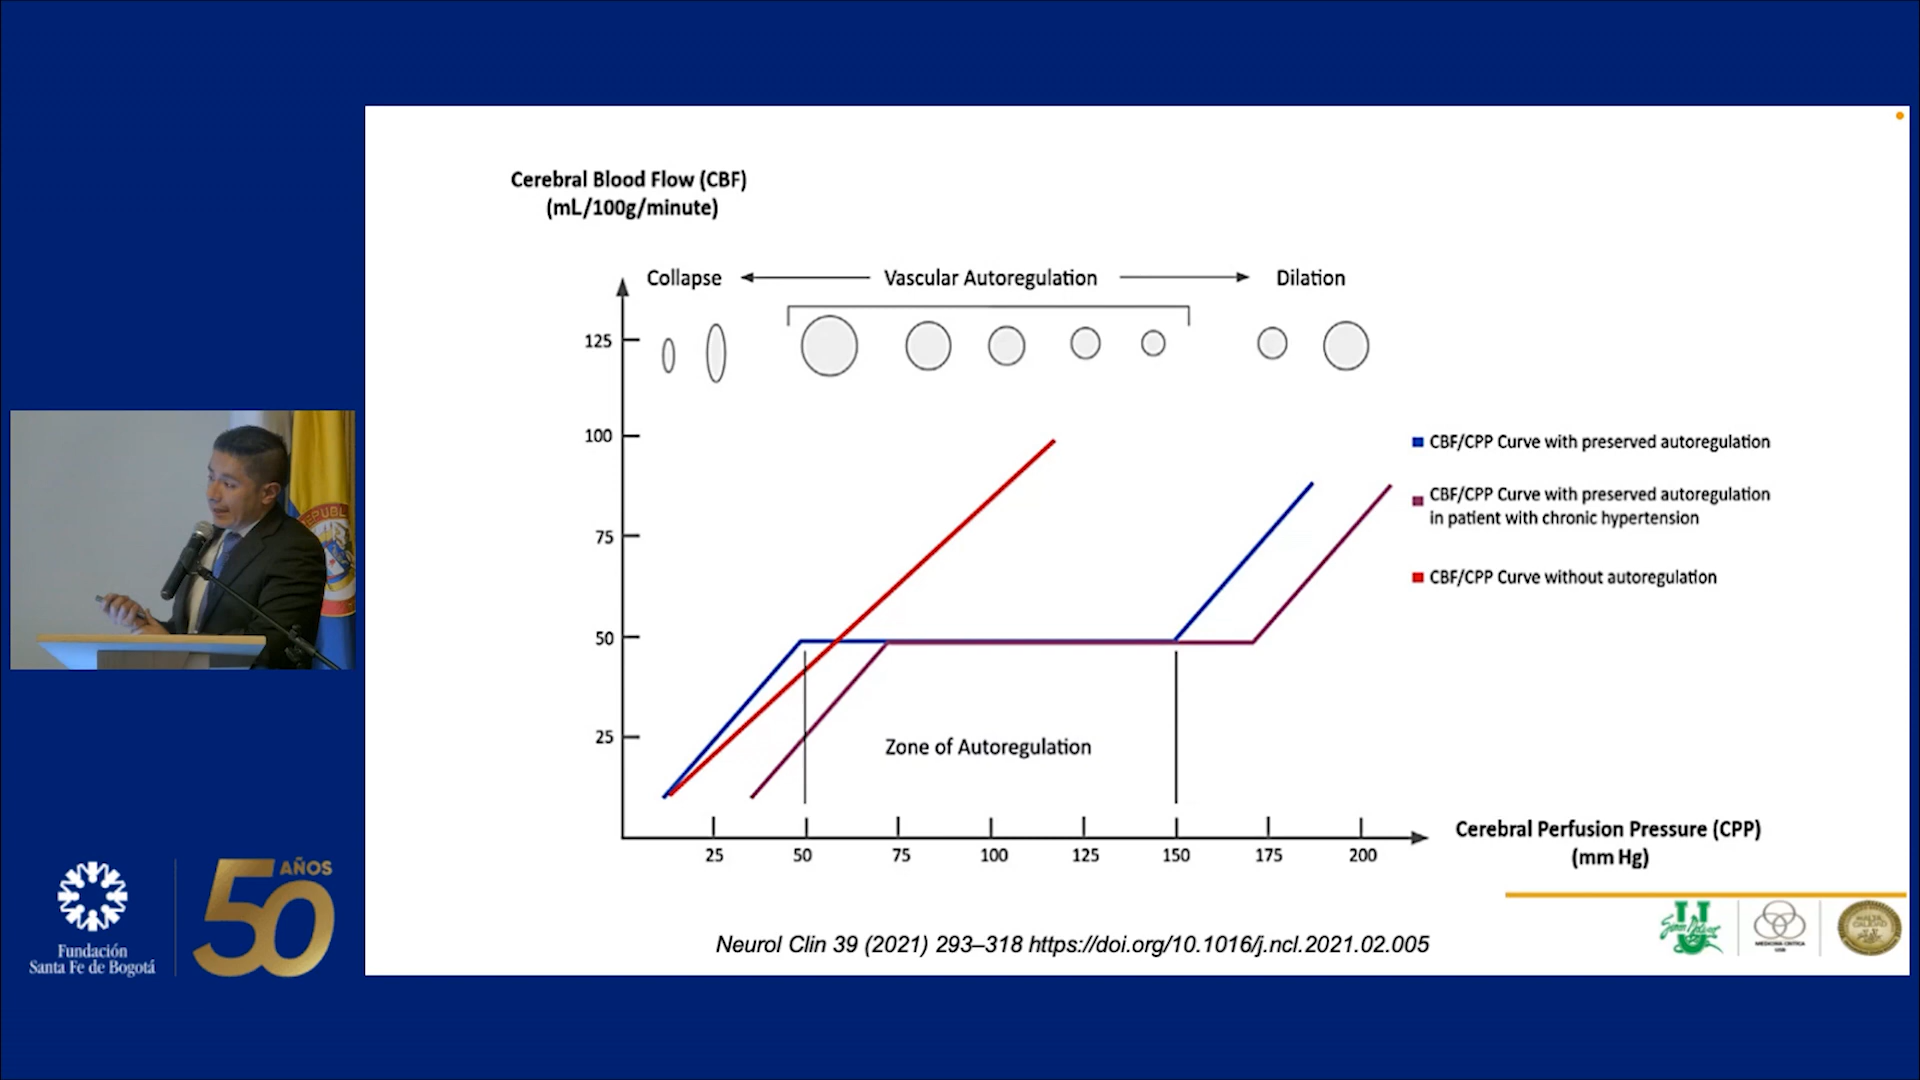 Cerebral Blood Flow (CBF)
(mL/100g/minute)
Collapse
Vascular Autoregulation
Dilation
125
100
75
50
25
CBF/CPP Curve with preserved autoregulation
CBF/CPP Curve with preserved autoregulation
in patient with chronic hypertension
CBF/CPP Curve without autoregulation
Zone of Autoregulation
25
50
75
100
125
150
175
200
Cerebral Perfusion Pressure (CPP)
(mm Hg)
Neurol Clin 39 (2021) 293–318 https://doi.org/10.1016/j.ncl.2021.02.005
Fundación
Santa Fe de Bogotá
50
AÑOS
U
Simón Bolívar
MEDICINA CRÍTICA